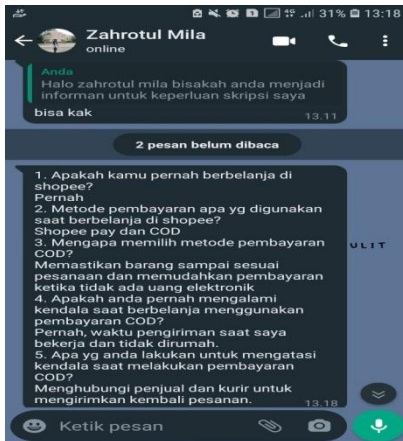 31% 13:18
Zahrotul Mila
online
Anda
Halo zahrotul mila bisakah anda menjadi
informan untuk keperluan skripsi saya
bisa kak
13.11
2 pesan belum dibaca
1. Apakah kamu pernah berbelanja di
shopee?
Pernah
2. Metode pembayaran apa yg digunakan
saat berbelanja di shopee?
Shopee pay dan COD
3. Mengapa memilih metode pembayaran
COD?
Memastikan barang sampai sesuai
pesanaan dan memudahkan pembayaran
ketika tidak ada uang elektronik
4. Apakah anda pernah mengalami
kendala saat berbelanja menggunakan
pembayaran COD?
Pernah, waktu pengiriman saat saya
bekerja dan tidak dirumah.
5. Apa yg anda lakukan untuk mengatasi
kendala saat melakukan pembayaran
COD?
Menghubungi penjual dan kurir untuk
mengirimkan kembali pesanan.
13.18
ULIT
Ketik pesan